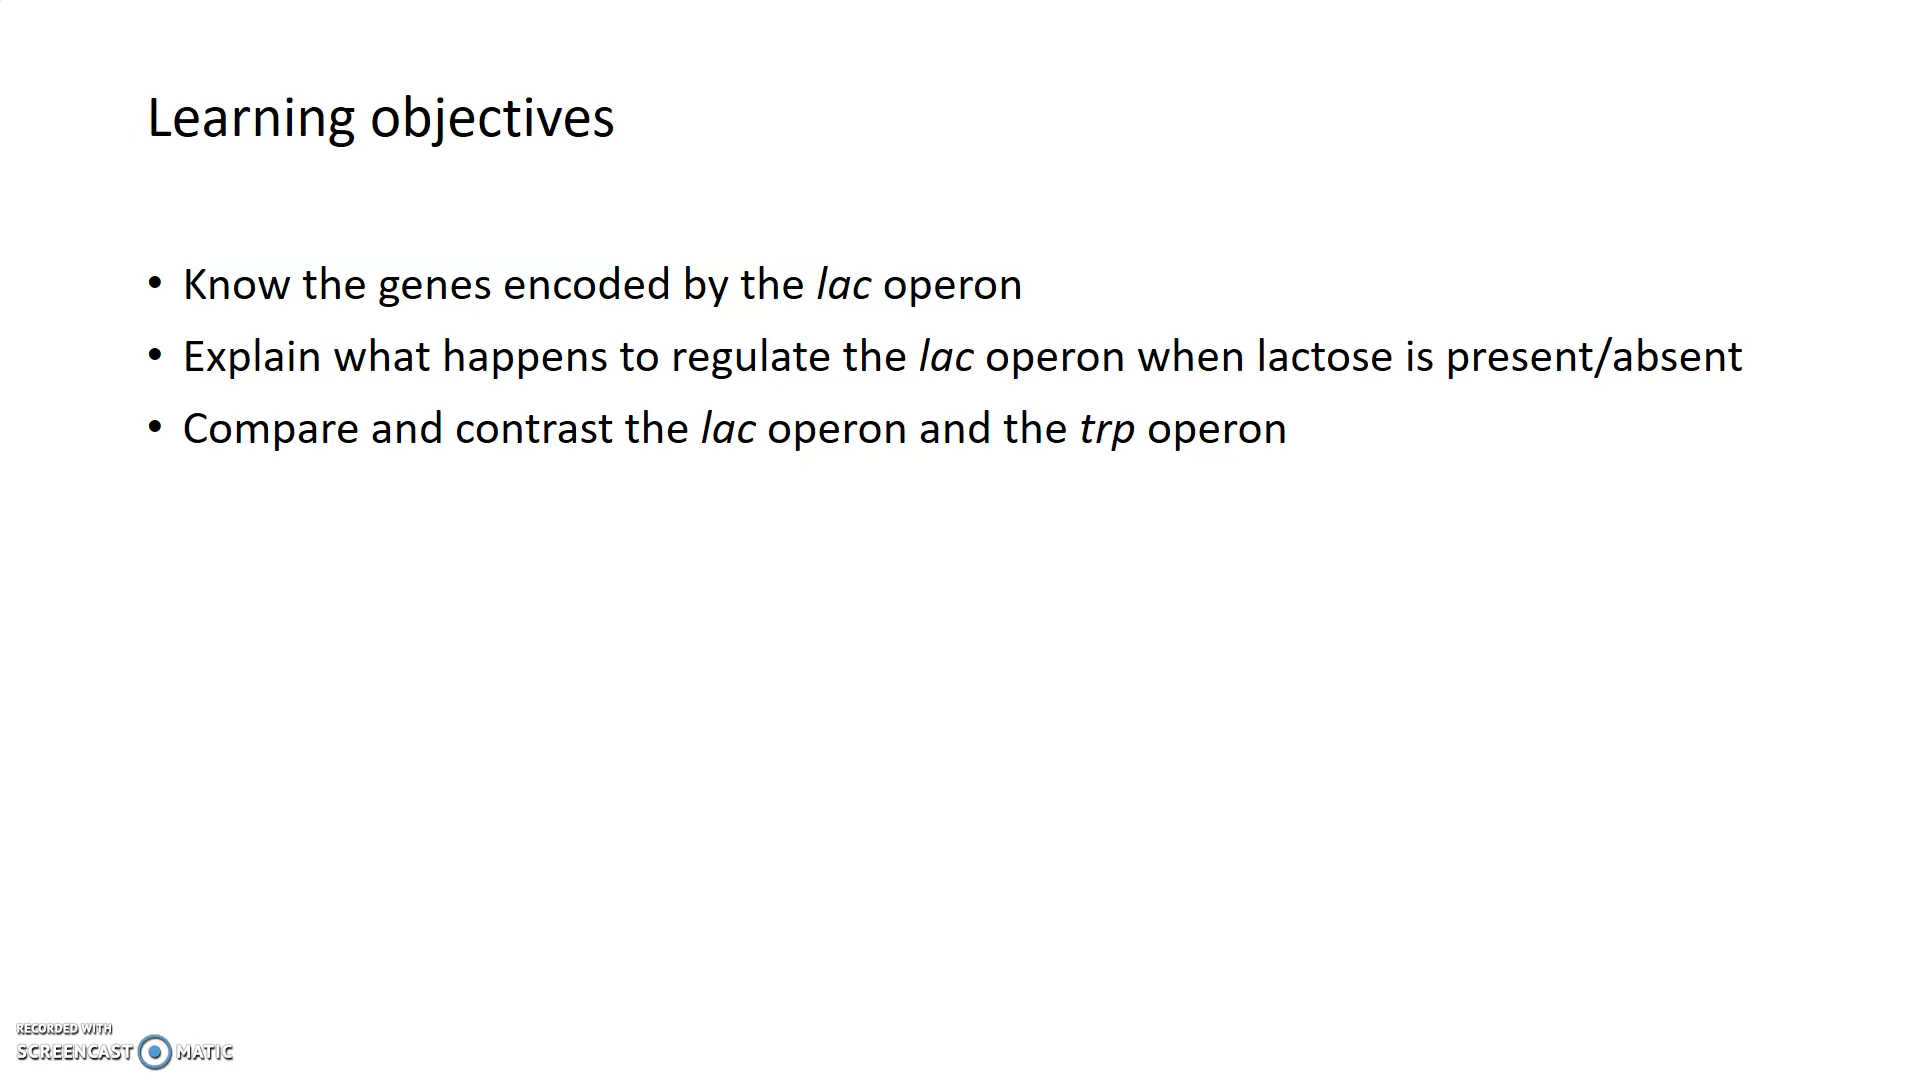 Learning objectives
• Know the genes encoded by the lac operon
• Explain what happens to regulate the lac operon when lactose is present/absent
• Compare and contrast the lac operon and the trp operon
RECORDED WITH
SCREENCAST MATIC